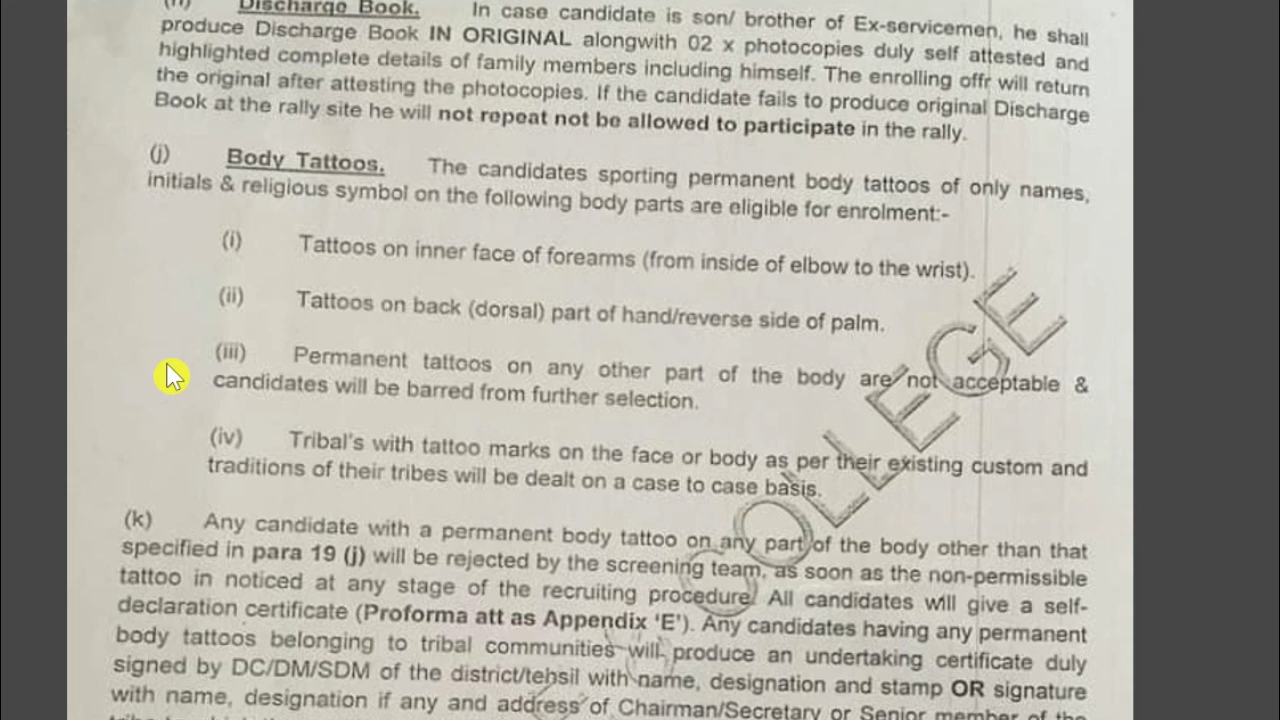 (h) Discharge Book. In case candidate is son/ brother of Ex-servicemen, he shall
produce Discharge Book IN ORIGINAL alongwith 02 x photocopies duly self attested and
highlighted complete details of family members including himself. The enrolling offr will return
the original after attesting the photocopies. If the candidate fails to produce original Discharge
Book at the rally site he will not repeat not be allowed to participate in the rally.
(j) Body Tattoos. The candidates sporting permanent body tattoos of only names,
initials & religious symbol on the following body parts are eligible for enrolment:-
(i) Tattoos on inner face of forearms (from inside of elbow to the wrist).
(ii) Tattoos on back (dorsal) part of hand/reverse side of palm.
(iii) Permanent tattoos on any other part of the body are not acceptable &
candidates will be barred from further selection.
(iv) Tribal's with tattoo marks on the face or body as per their existing custom and
traditions of their tribes will be dealt on a case to case basis.
(k) Any candidate with a permanent body tattoo on any part of the body other than that
specified in para 19 (j) will be rejected by the screening team, as soon as the non-permissible
tattoo in noticed at any stage of the recruiting procedure. All candidates will give a self-
declaration certificate (Proforma att as Appendix 'E'). Any candidates having any permanent
body tattoos belonging to tribal communities will produce an undertaking certificate duly
signed by DC/DM/SDM of the district/tehsil with name, designation and stamp OR signature
with name, designation if any and address of Chairman/Secretary or Senior member of the
COLLEGE